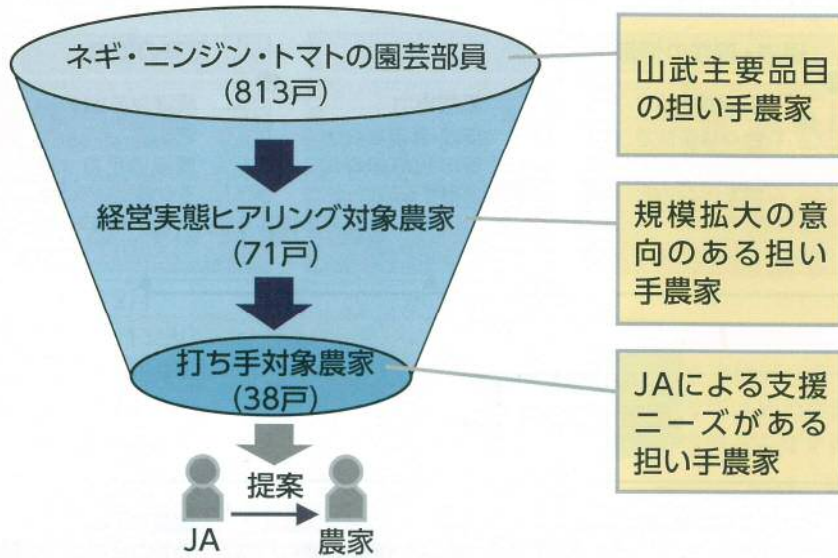 ネギ・ニンジン・トマトの園芸部員
(813戸)
山武主要品目
の担い手農家
経営実態ヒアリング対象農家
(71戸)
規模拡大の意
向のある担い
手農家
打ち手対象農家
(38戸)
JAによる支援
ニーズがある
担い手農家
提案
JA
農家